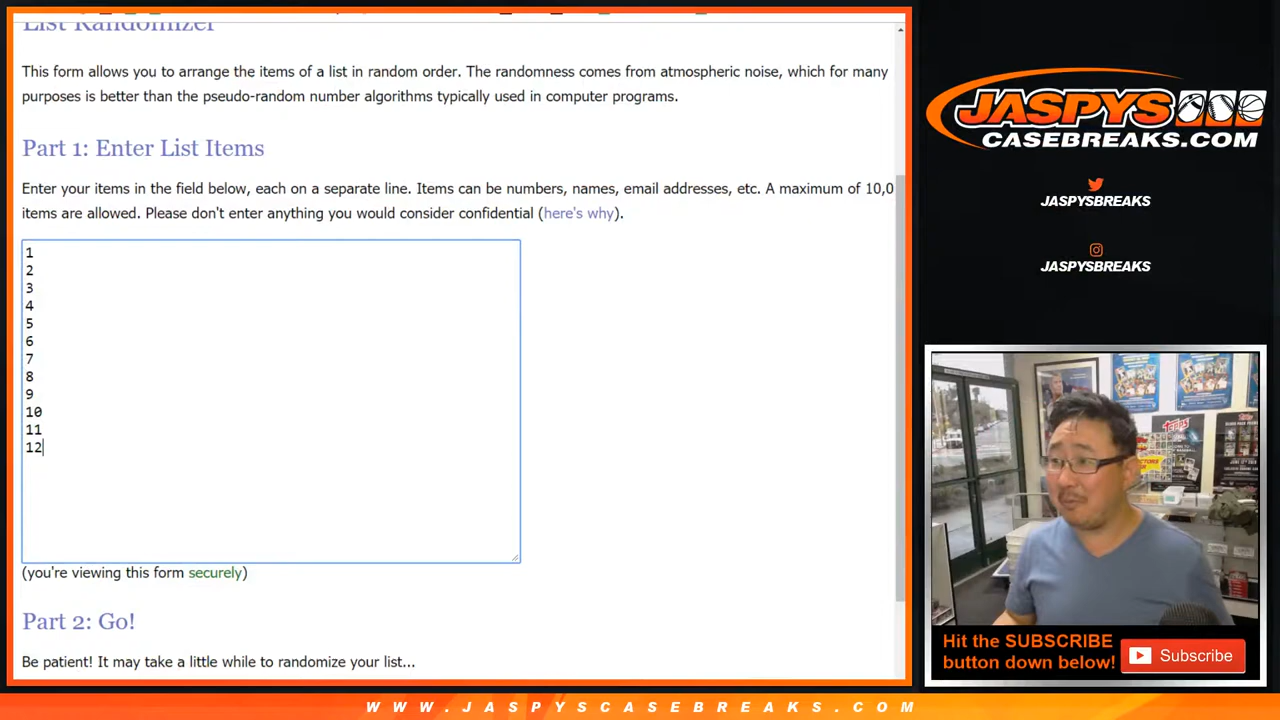 List Randomizer
This form allows you to arrange the items of a list in random order. The randomness comes from atmospheric noise, which for many
purposes is better than the pseudo-random number algorithms typically used in computer programs.
Part 1: Enter List Items
Enter your items in the field below, each on a separate line. Items can be numbers, names, email addresses, etc. A maximum of 10,0
items are allowed. Please don't enter anything you would consider confidential (here's why).
1
2
3
4
5
6
7
8
9
10
11
12
(you're viewing this form securely)
Part 2: Go!
Be patient! It may take a little while to randomize your list...
JASPYS
CASEBREAKS.COM
JASPYSBREAKS
JASPYSBREAKS
TOPPS
Hit the SUBSCRIBE
button down below!
Subscribe
WWW.JASPYSCASEBREAKS.COM